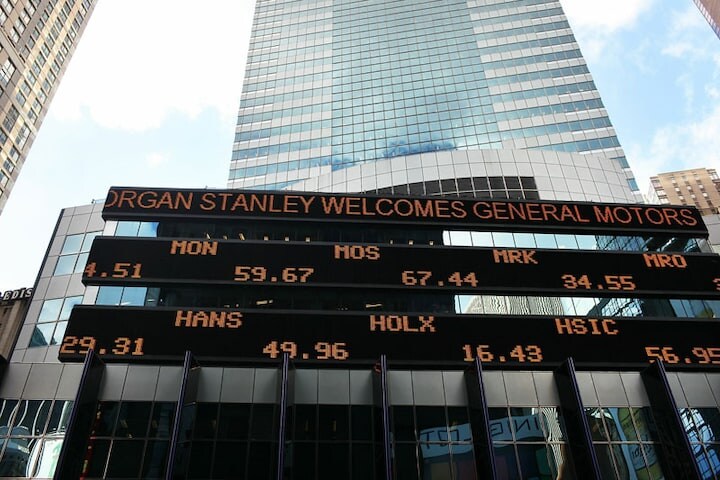 ORGAN STANLEY WELCOMES GENERAL MOTORS
MON MOS MRK MRO
4.51 59.67 67.44 34.55
HANS HOLX HSIC
29.31 49.96 16.43 56.95